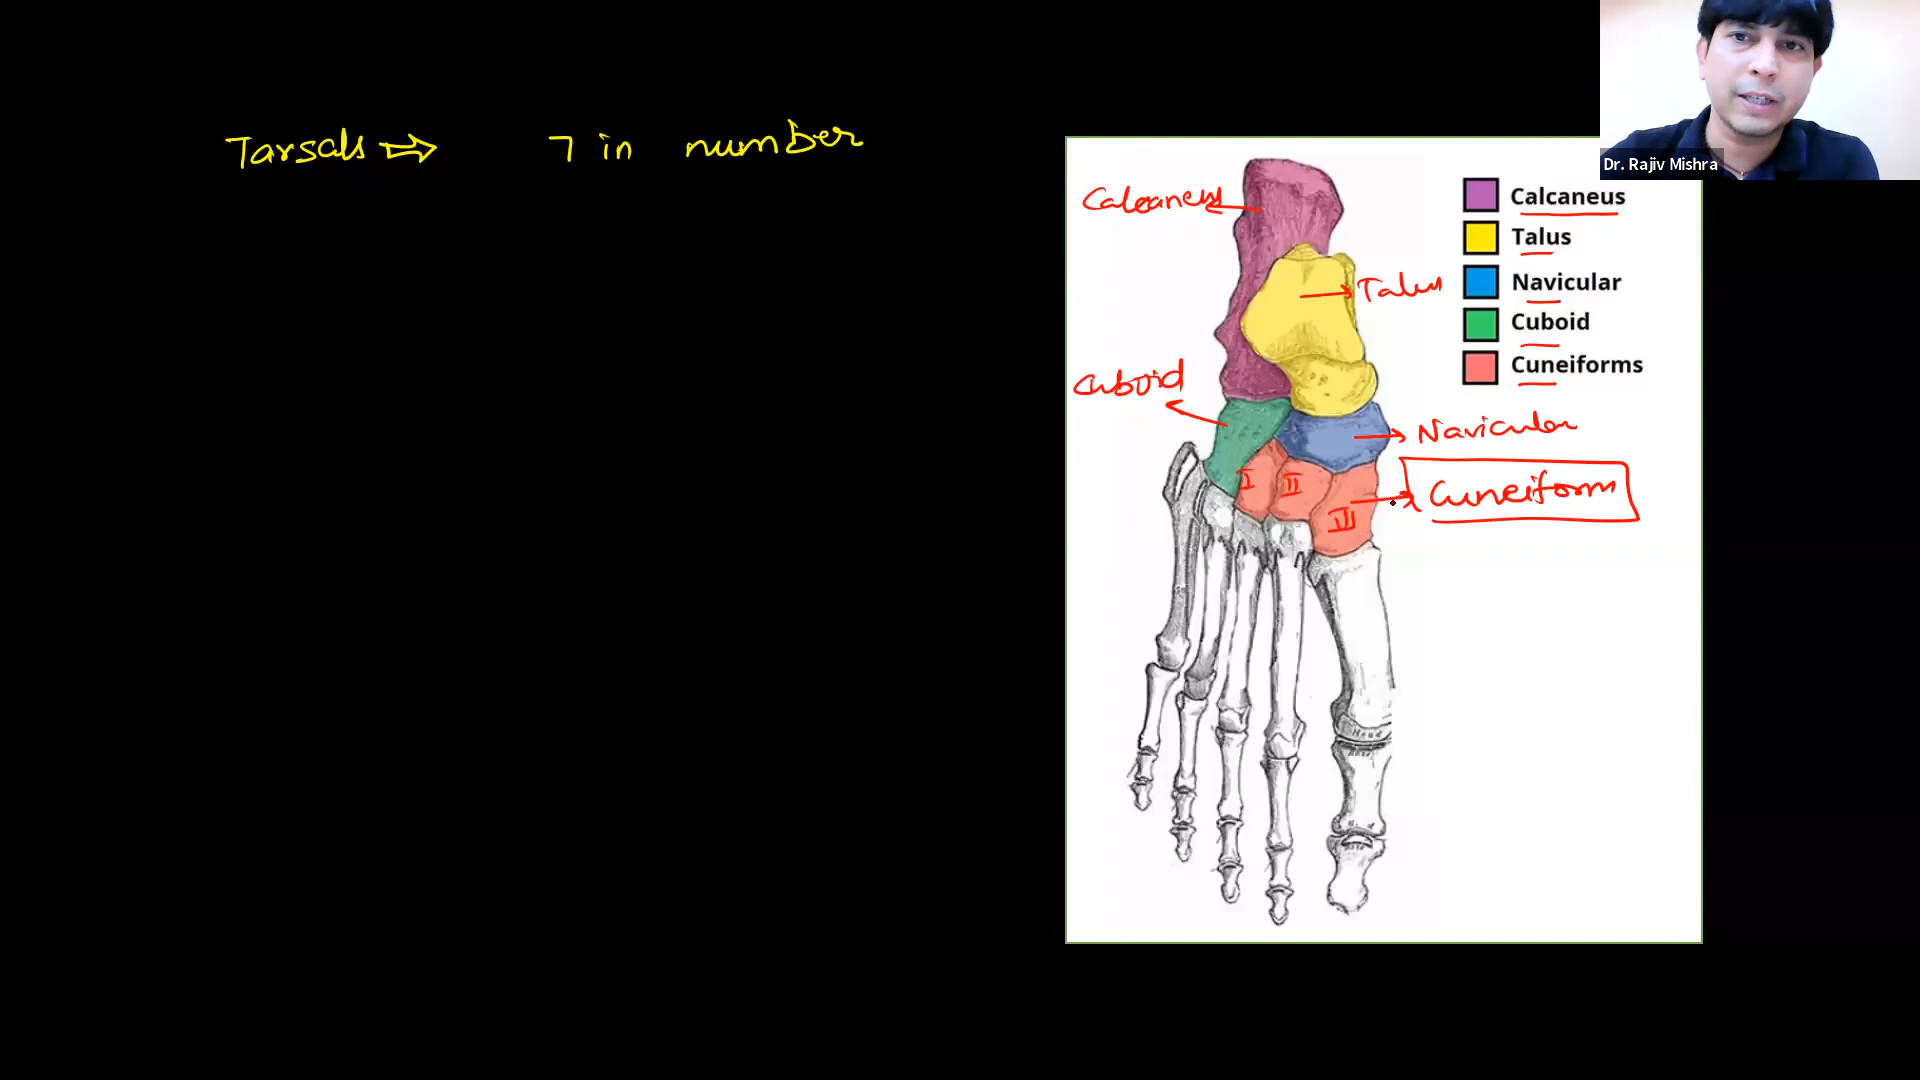 Tarsals ⇒ 7 in number
Dr. Rajiv Mishra
Calcaneus
Calcaneus
Talus
Talus
Navicular
Cuboid
Cuboid
Cuneiforms
Navicular
I II III
Cuneiform
Head